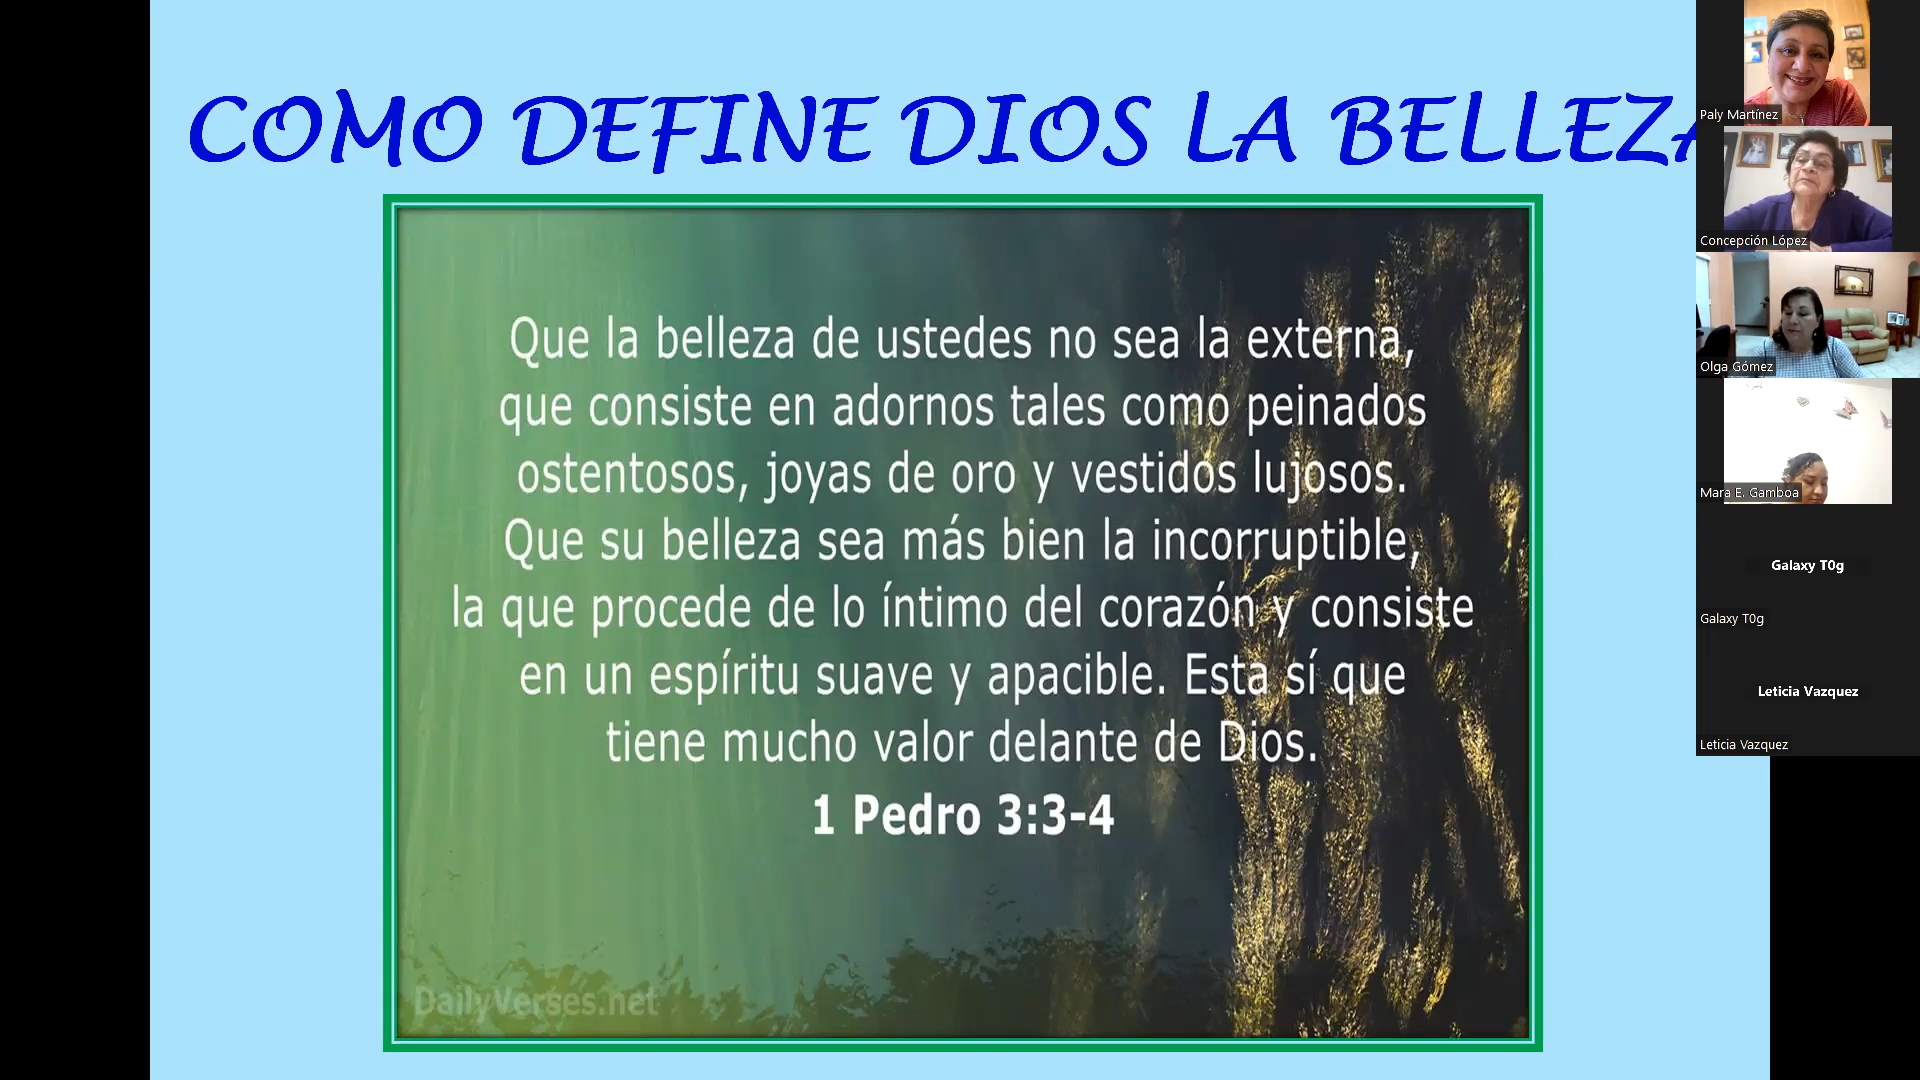 COMO DEFINE DIOS LA BELLEZA
Que la belleza de ustedes no sea la externa,
que consiste en adornos tales como peinados
ostentosos, joyas de oro y vestidos lujosos.
Que su belleza sea más bien la incorruptible,
la que procede de lo íntimo del corazón y consiste
en un espíritu suave y apacible. Esta sí que
tiene mucho valor delante de Dios.
1 Pedro 3:3-4
DailyVerses.net
Paly Martínez
Concepción López
Olga Gómez
Mara E. Gamboa
Galaxy T0g
Galaxy T0g
Leticia Vazquez
Leticia Vazquez